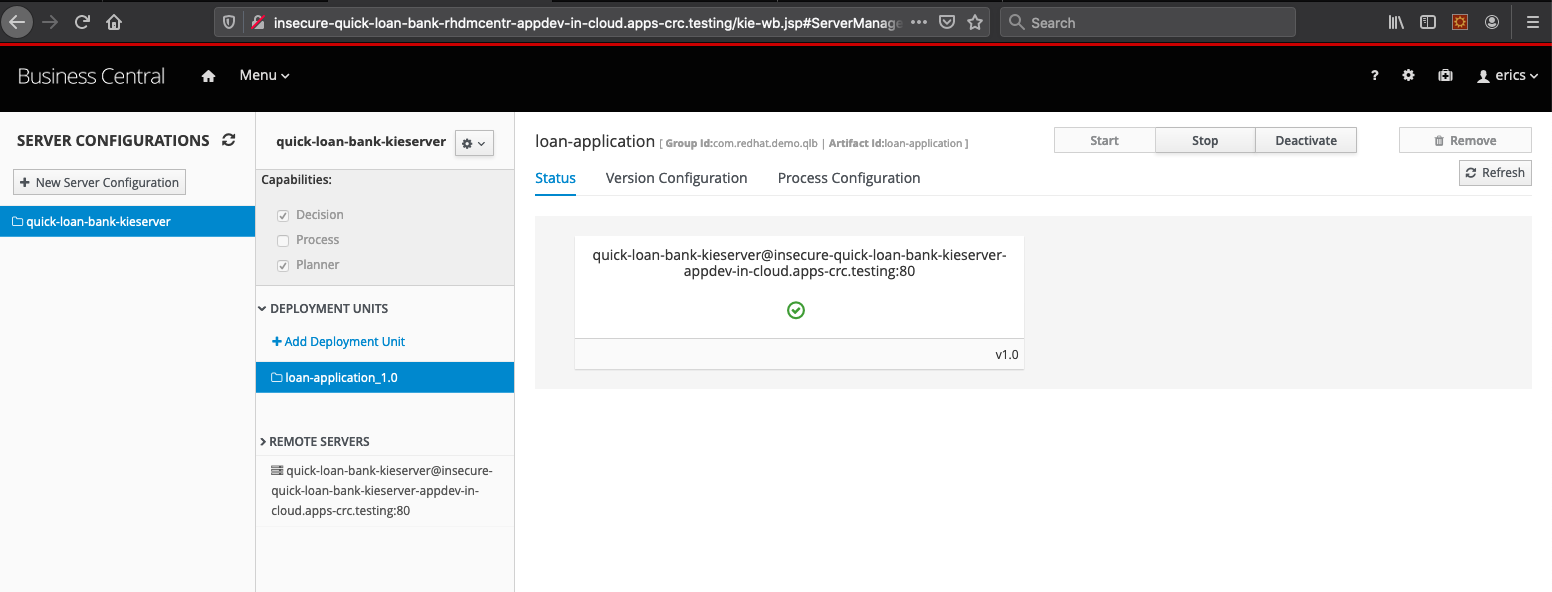 insecure-quick-loan-bank-rhdmcentr-appdev-in-cloud.apps-crc.testing/kie-wb.jsp#ServerManage
Search
Business Central
Menu
?
erics
SERVER CONFIGURATIONS
+ New Server Configuration
quick-loan-bank-kieserver
quick-loan-bank-kieserver
Capabilities:
Decision
Process
Planner
DEPLOYMENT UNITS
+ Add Deployment Unit
loan-application_1.0
REMOTE SERVERS
quick-loan-bank-kieserver@insecure-
quick-loan-bank-kieserver-appdev-in-
cloud.apps-crc.testing:80
loan-application [ Group Id:com.redhat.demo.qlb | Artifact Id:loan-application ]
Start
Stop
Deactivate
Remove
Refresh
Status
Version Configuration
Process Configuration
quick-loan-bank-kieserver@insecure-quick-loan-bank-kieserver-
appdev-in-cloud.apps-crc.testing:80
v1.0